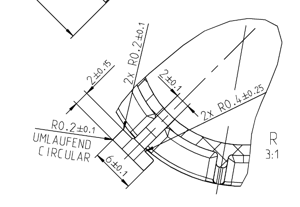 2±0.15
2x R0.2±0.1
2±0.1
2x R0.4±0.25
R0.2±0.1
UMLAUFEND
CIRCULAR
6±0.1
R
3:1